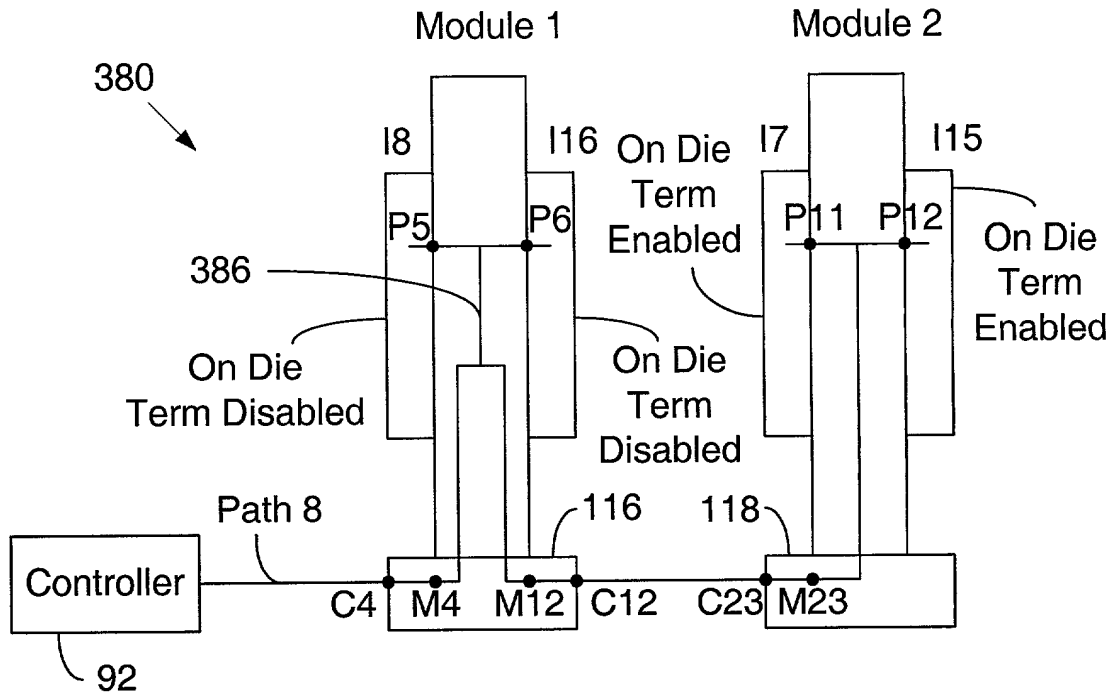 Module 1
Module 2
380
I8
I16
On Die
Term
Enabled
I7
I15
P5
P6
P11
P12
On Die
Term
Enabled
386
On Die
Term Disabled
On Die
Term
Disabled
Path 8
116
118
Controller
C4
M4
M12
C12
C23
M23
92